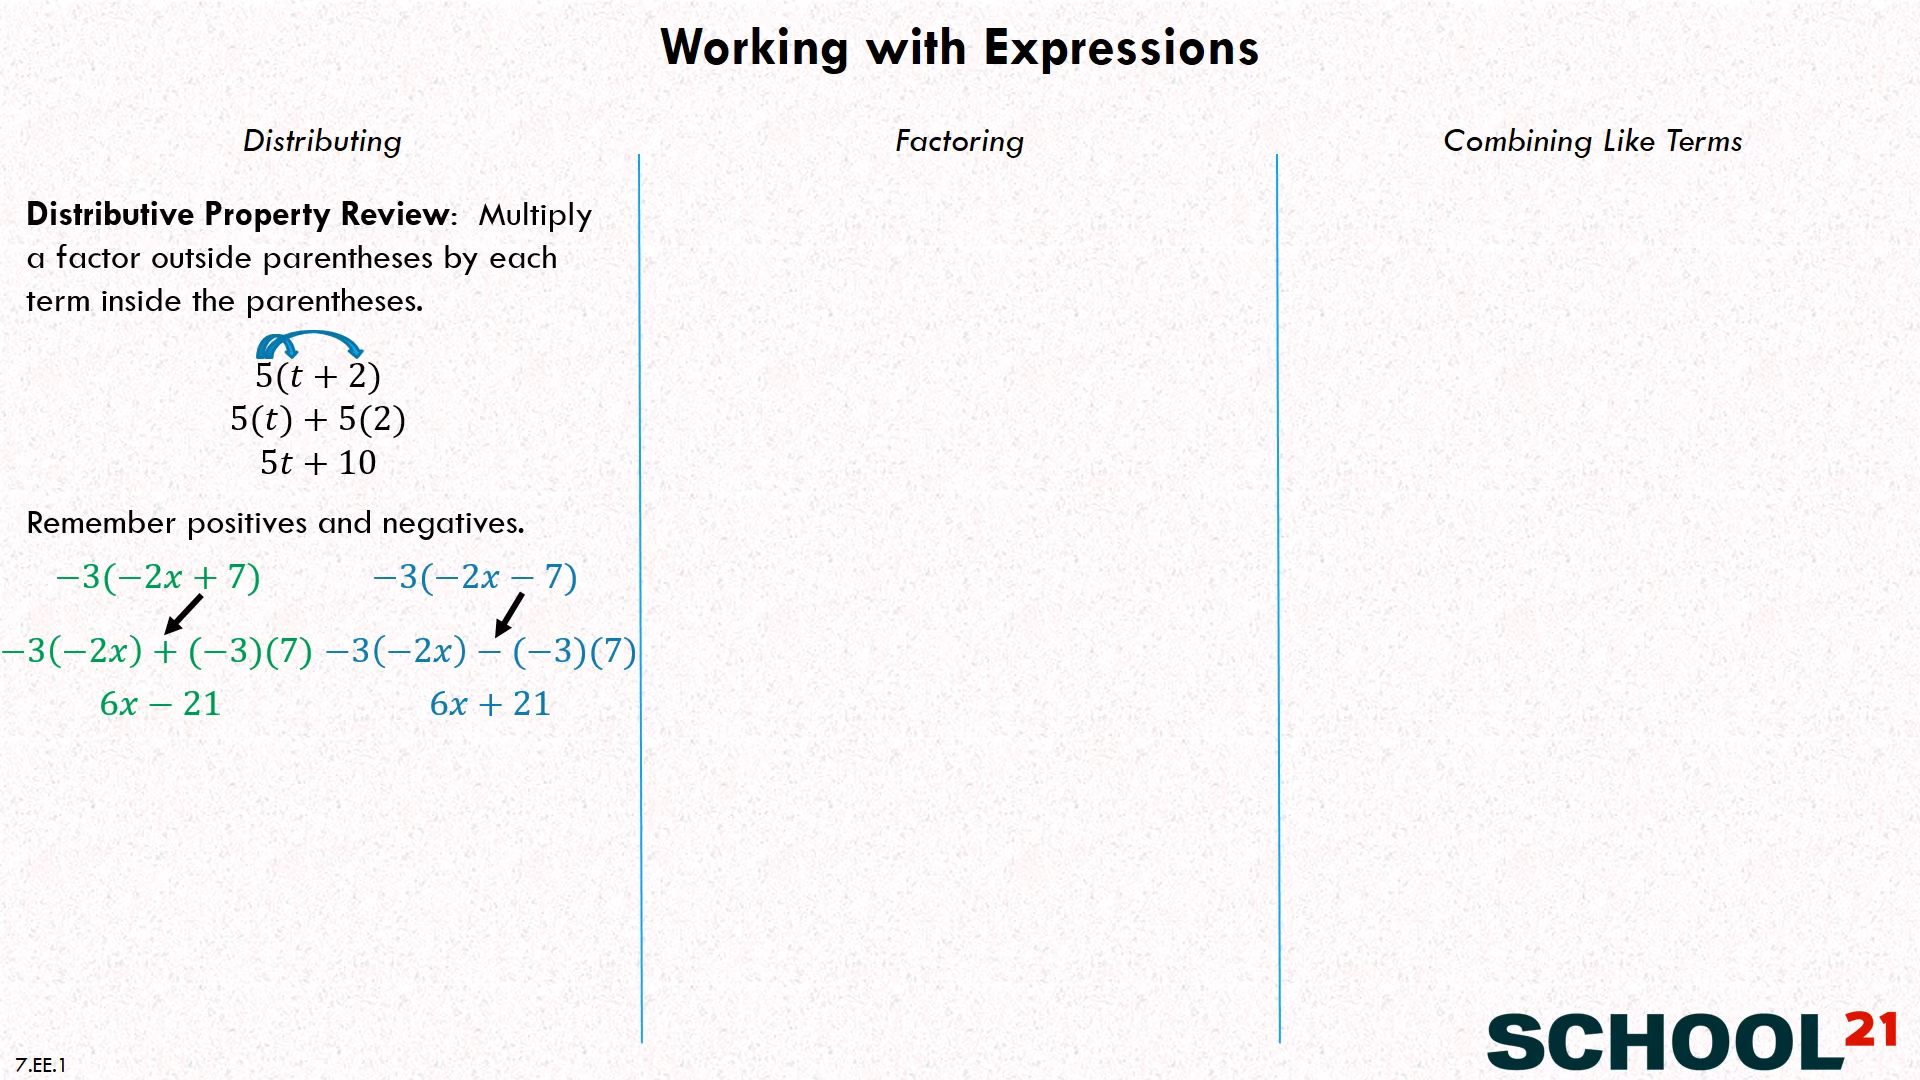 Working with Expressions
Distributing
Distributive Property Review:  Multiply
a factor outside parentheses by each
term inside the parentheses.
5(t + 2)
5(t) + 5(2)
5t + 10
Remember positives and negatives.
−3(−2x + 7)
−3(−2x) + (−3)(7)
6x − 21
−3(−2x − 7)
−3(−2x) − (−3)(7)
6x + 21
Factoring
Combining Like Terms
7.EE.1
SCHOOL21